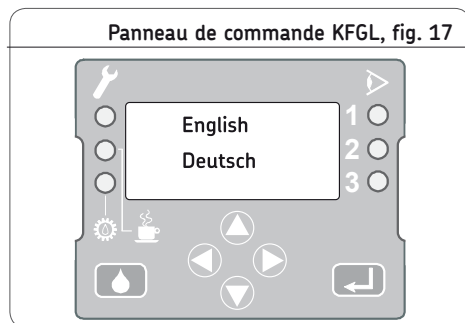 Panneau de commande KFGL, fig. 17
English
Deutsch
1
2
3